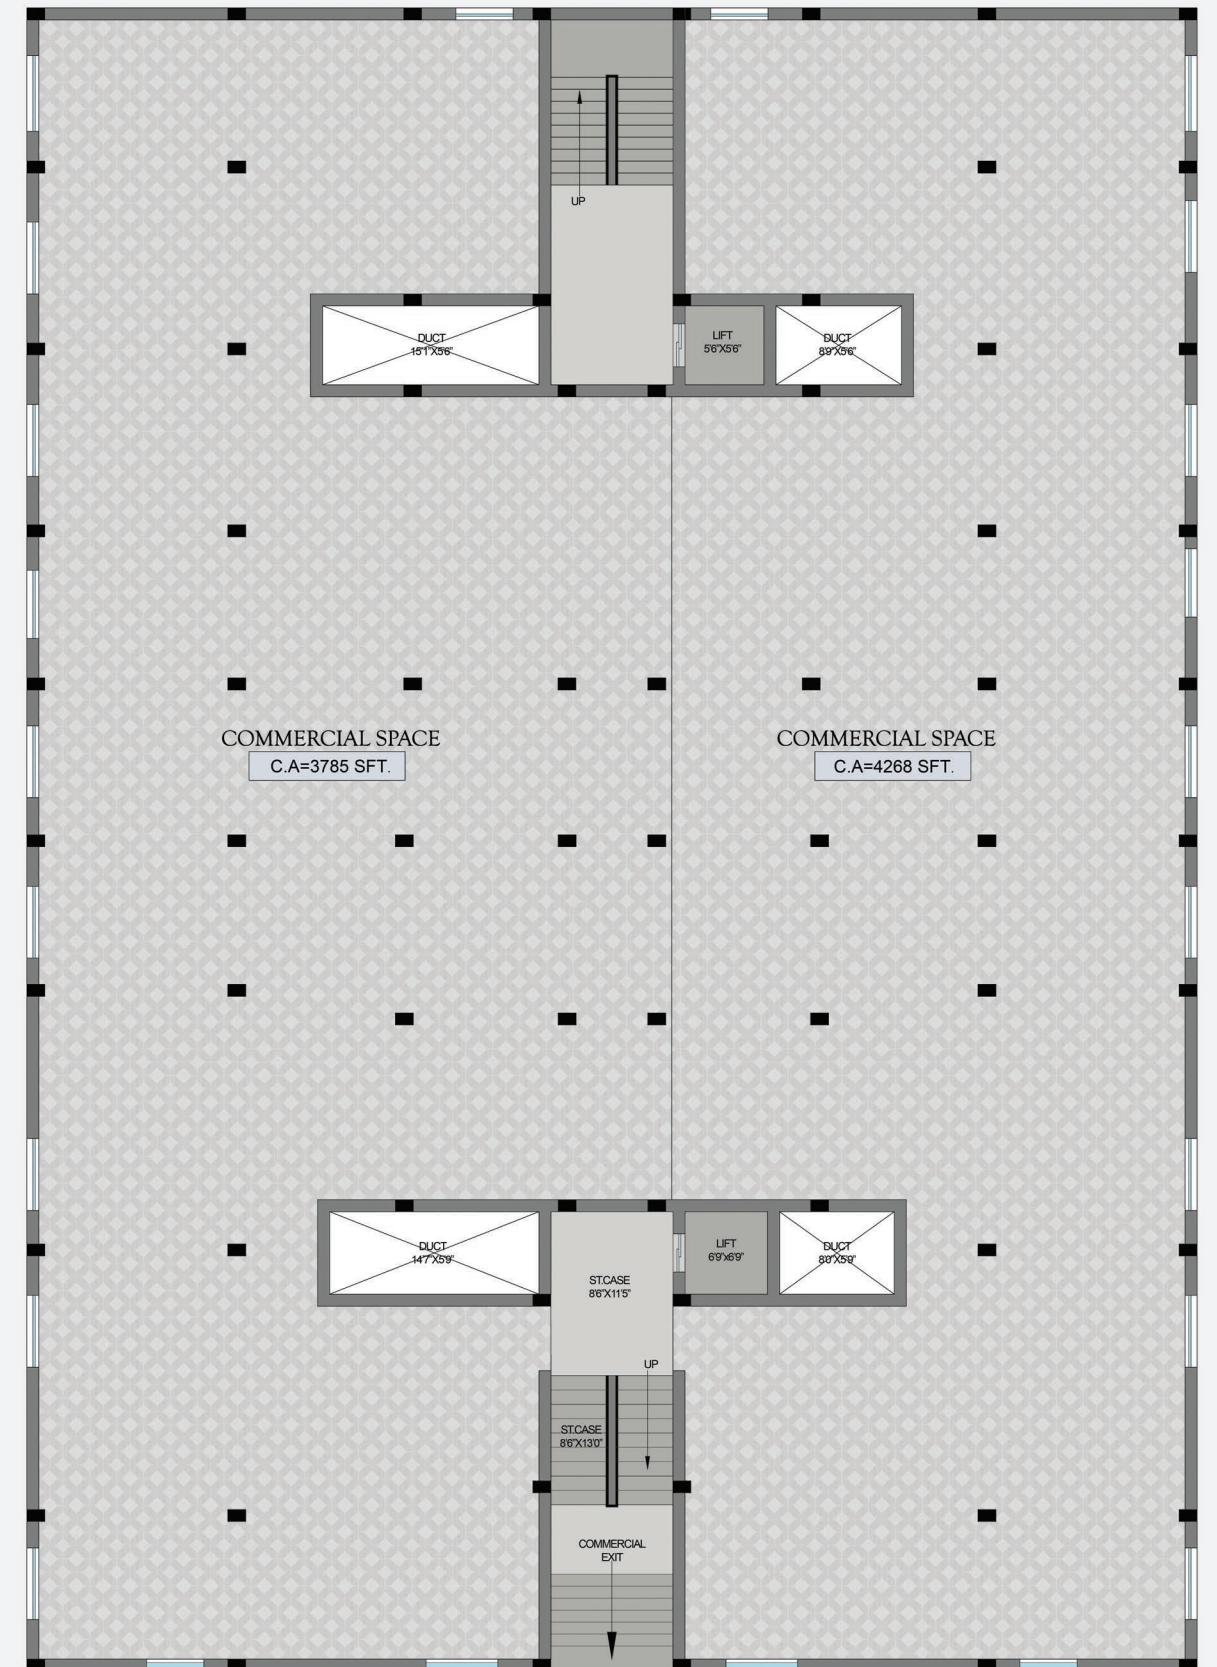 UP
DUCT
15'1"X5'6"
LIFT
5'6"X5'6"
DUCT
8'9"X5'6"
COMMERCIAL SPACE
C.A=3785 SFT.
COMMERCIAL SPACE
C.A=4268 SFT.
DUCT
14'7"X5'9"
ST.CASE
8'6"X11'5"
LIFT
6'9"x6'9"
DUCT
8'0"X5'9"
UP
ST.CASE
8'6"X13'0"
COMMERCIAL
EXIT